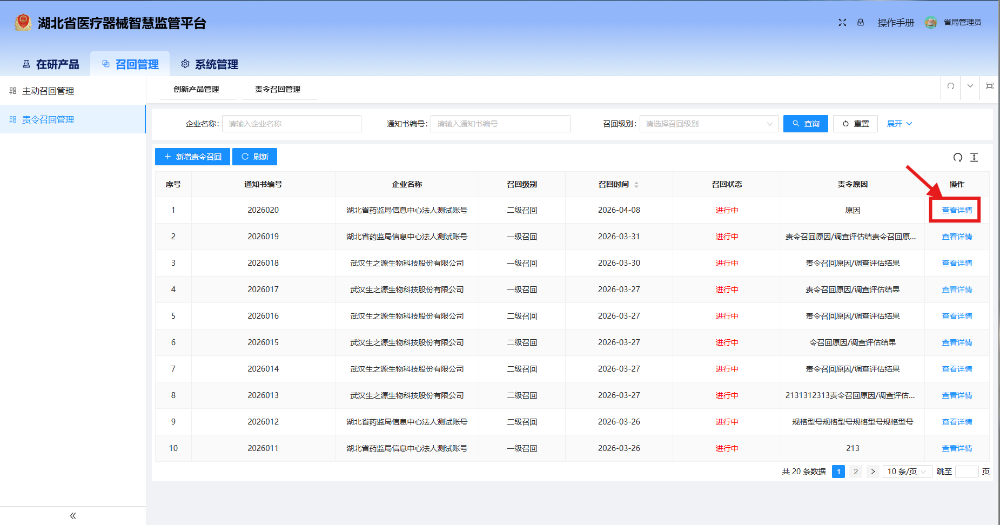 湖北省医疗器械智慧监管平台
操作手册 省局管理员
在研产品 召回管理 系统管理
主动召回管理
责令召回管理
创新产品管理 责令召回管理
企业名称: 请输入企业名称 通知书编号: 请输入通知书编号 召回级别: 请选择召回级别 查询 重置 展开
新增责令召回 刷新
序号 通知书编号 企业名称 召回级别 召回时间 召回状态 责令原因 操作
1 2026020 湖北省药监局信息中心法人测试账号 二级召回 2026-04-08 进行中 原因 查看详情
2 2026019 湖北省药监局信息中心法人测试账号 一级召回 2026-03-31 进行中 责令召回原因/调查评估结责令召回原... 查看详情
3 2026018 武汉生之源生物科技股份有限公司 一级召回 2026-03-30 进行中 责令召回原因/调查评估结果 查看详情
4 2026017 武汉生之源生物科技股份有限公司 一级召回 2026-03-27 进行中 责令召回原因/调查评估结果 查看详情
5 2026016 武汉生之源生物科技股份有限公司 二级召回 2026-03-27 进行中 责令召回原因/调查评估结果 查看详情
6 2026015 武汉生之源生物科技股份有限公司 二级召回 2026-03-27 进行中 令召回原因/调查评估结果 查看详情
7 2026014 武汉生之源生物科技股份有限公司 二级召回 2026-03-27 进行中 责令召回原因/调查评估结果 查看详情
8 2026013 武汉生之源生物科技股份有限公司 二级召回 2026-03-27 进行中 2131312313责令召回原因/调查评估... 查看详情
9 2026012 湖北省药监局信息中心法人测试账号 二级召回 2026-03-26 进行中 规格型号规格型号规格型号规格型号 查看详情
10 2026011 湖北省药监局信息中心法人测试账号 一级召回 2026-03-26 进行中 213 查看详情
共 20 条数据 1 2 > 10 条/页 跳至 页